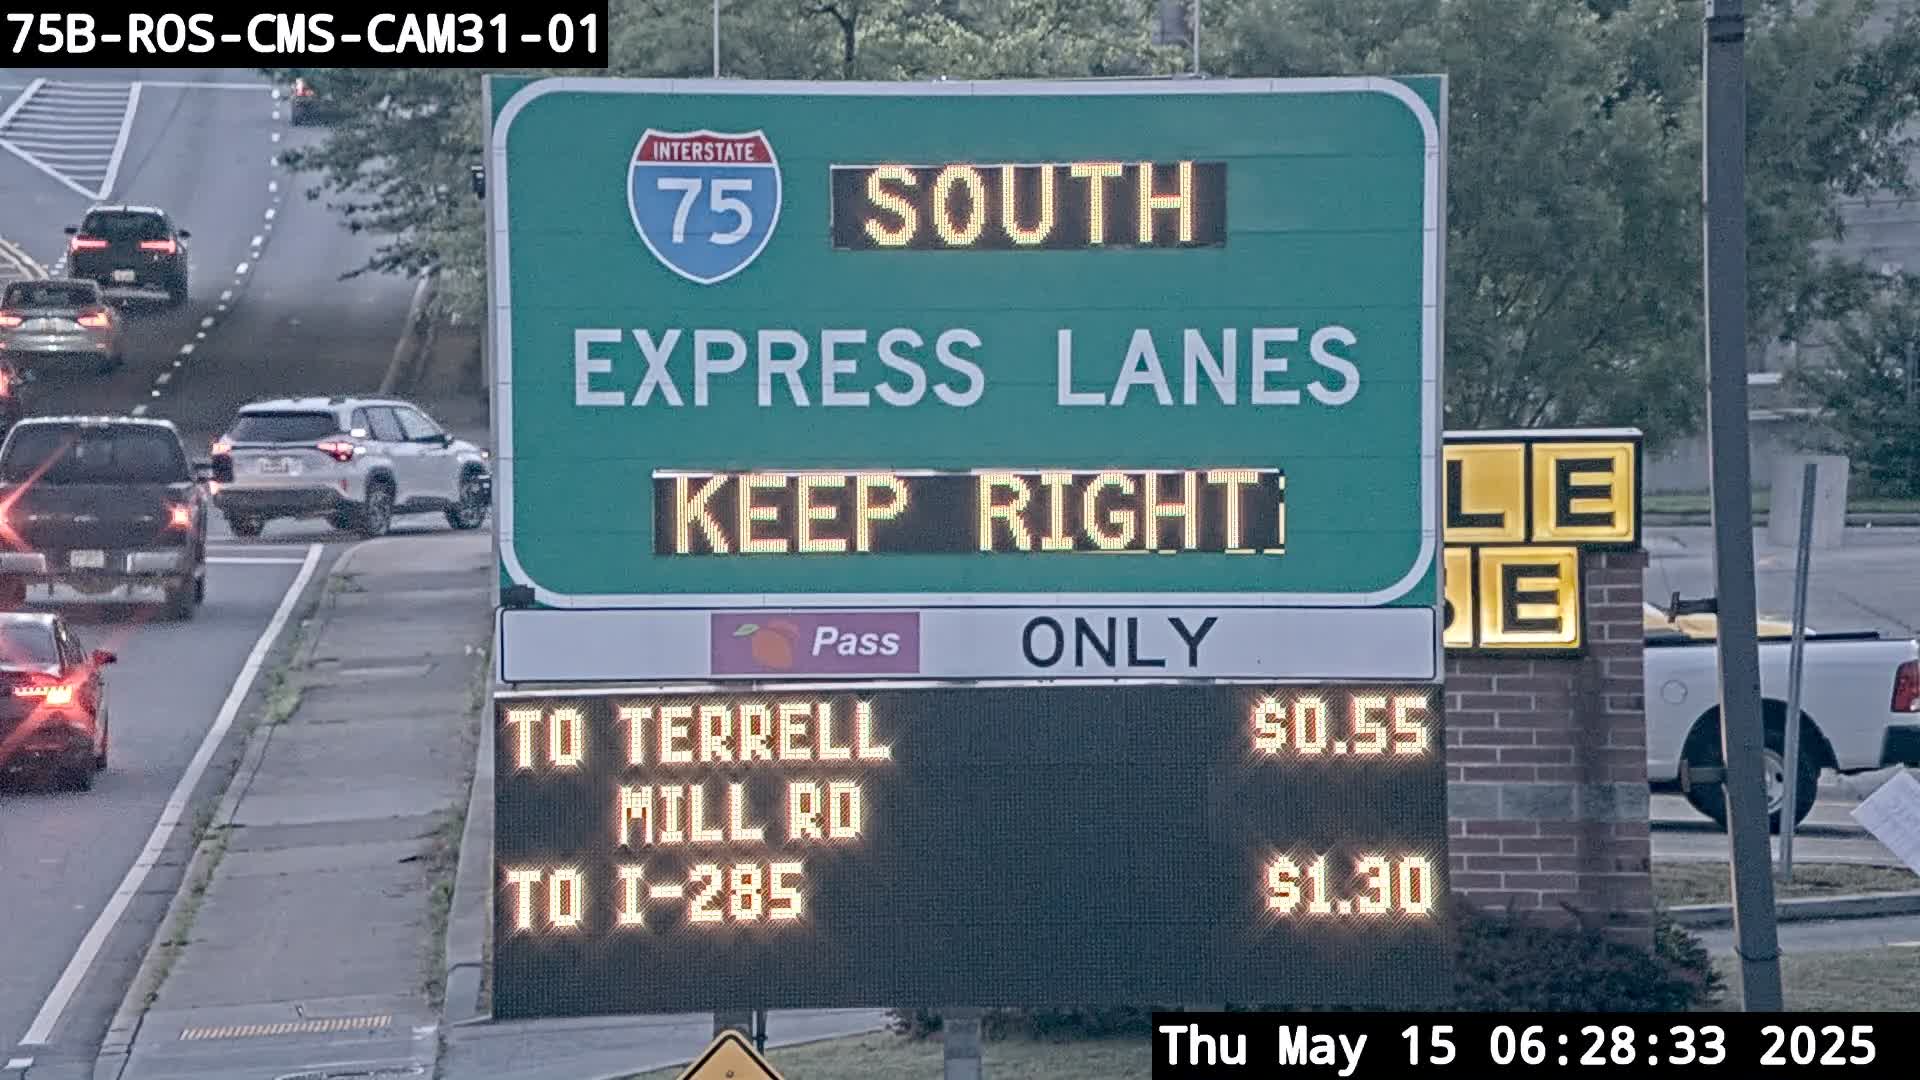 75B-ROS-CMS-CAM31-01
INTERSTATE
75
SOUTH
EXPRESS LANES
KEEP RIGHT
Pass ONLY
TO TERRELL $0.55
MILL RD
TO I-285 $1.30
LE
E
Thu May 15 06:28:33 2025